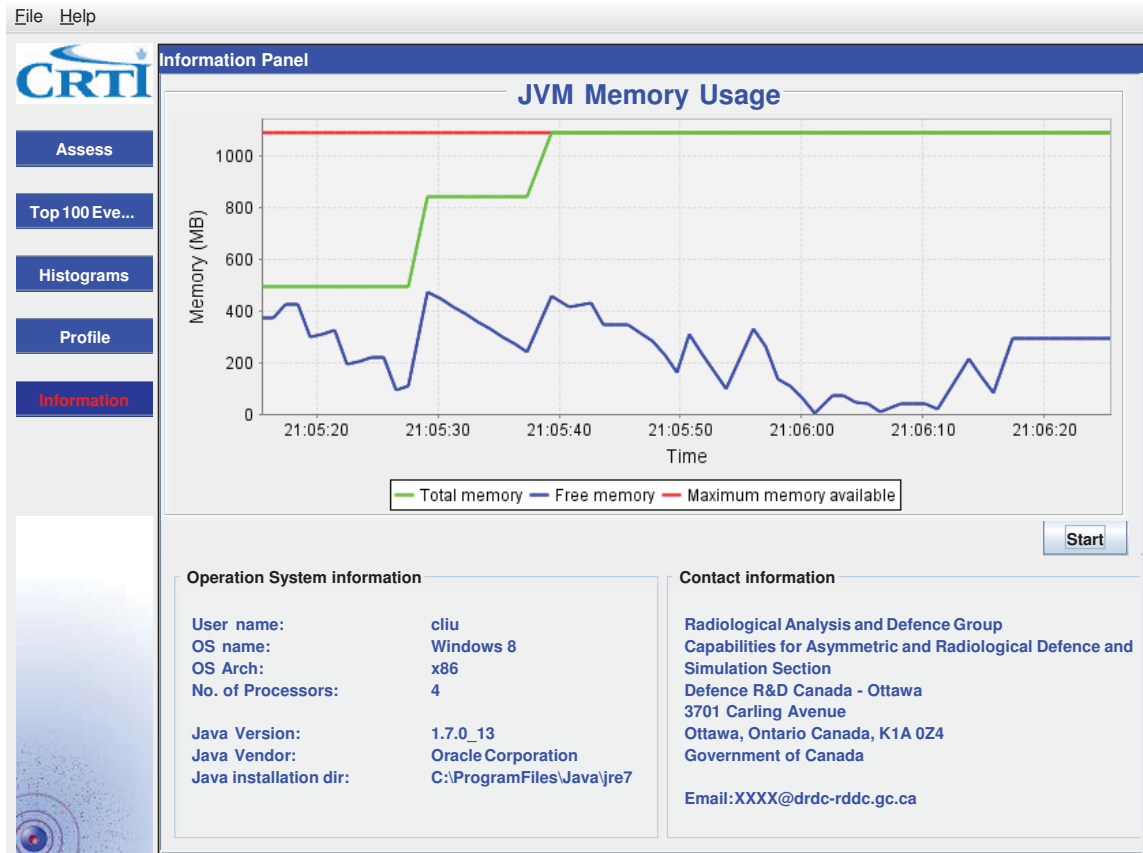 File Help
CRTI
Information Panel
Assess
Top 100 Eve...
Histograms
Profile
Information
JVM Memory Usage
Memory (MB)
1000
800
600
400
200
0
21:05:20 21:05:30 21:05:40 21:05:50 21:06:00 21:06:10 21:06:20
Time
Total memory Free memory Maximum memory available
Start
Operation System information
User name: cliu
OS name: Windows 8
OS Arch: x86
No. of Processors: 4
Java Version: 1.7.0_13
Java Vendor: Oracle Corporation
Java installation dir: C:\ProgramFiles\Java\jre7
Contact information
Radiological Analysis and Defence Group
Capabilities for Asymmetric and Radiological Defence and
Simulation Section
Defence R&D Canada - Ottawa
3701 Carling Avenue
Ottawa, Ontario Canada, K1A 0Z4
Government of Canada
Email:XXXX@drdc-rddc.gc.ca